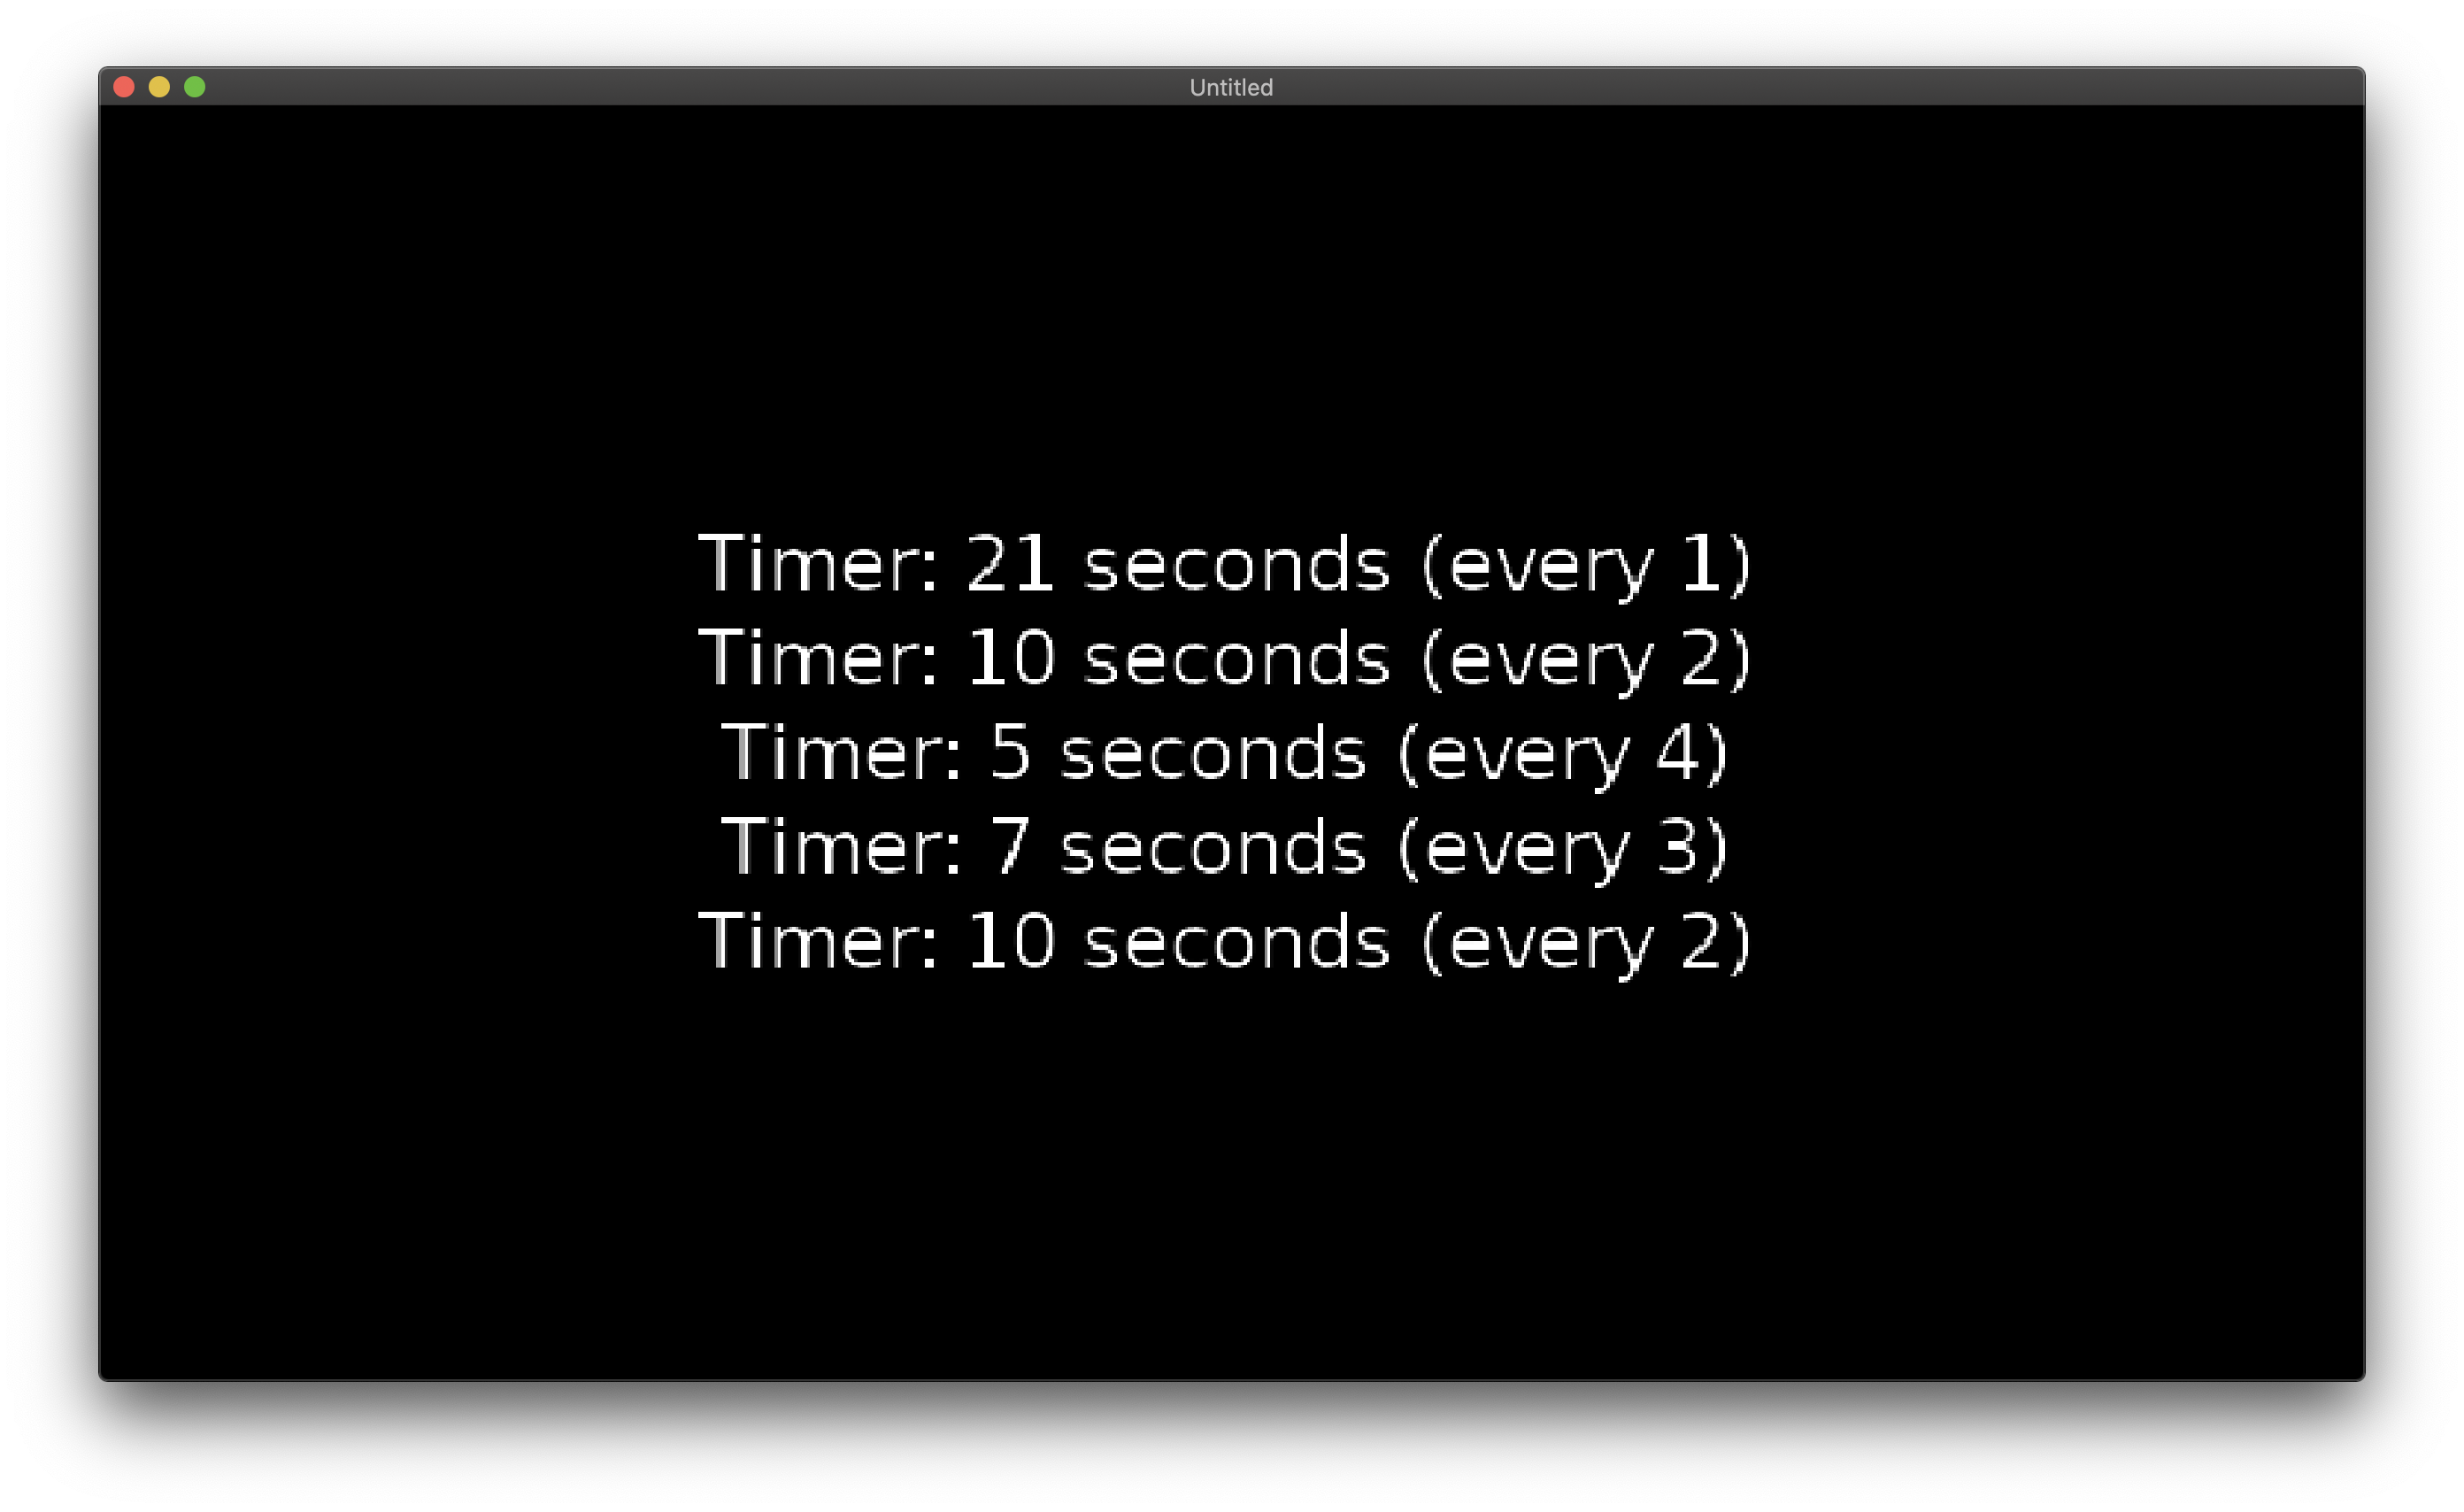 Untitled
Timer: 21 seconds (every 1)
Timer: 10 seconds (every 2)
Timer: 5 seconds (every 4)
Timer: 7 seconds (every 3)
Timer: 10 seconds (every 2)